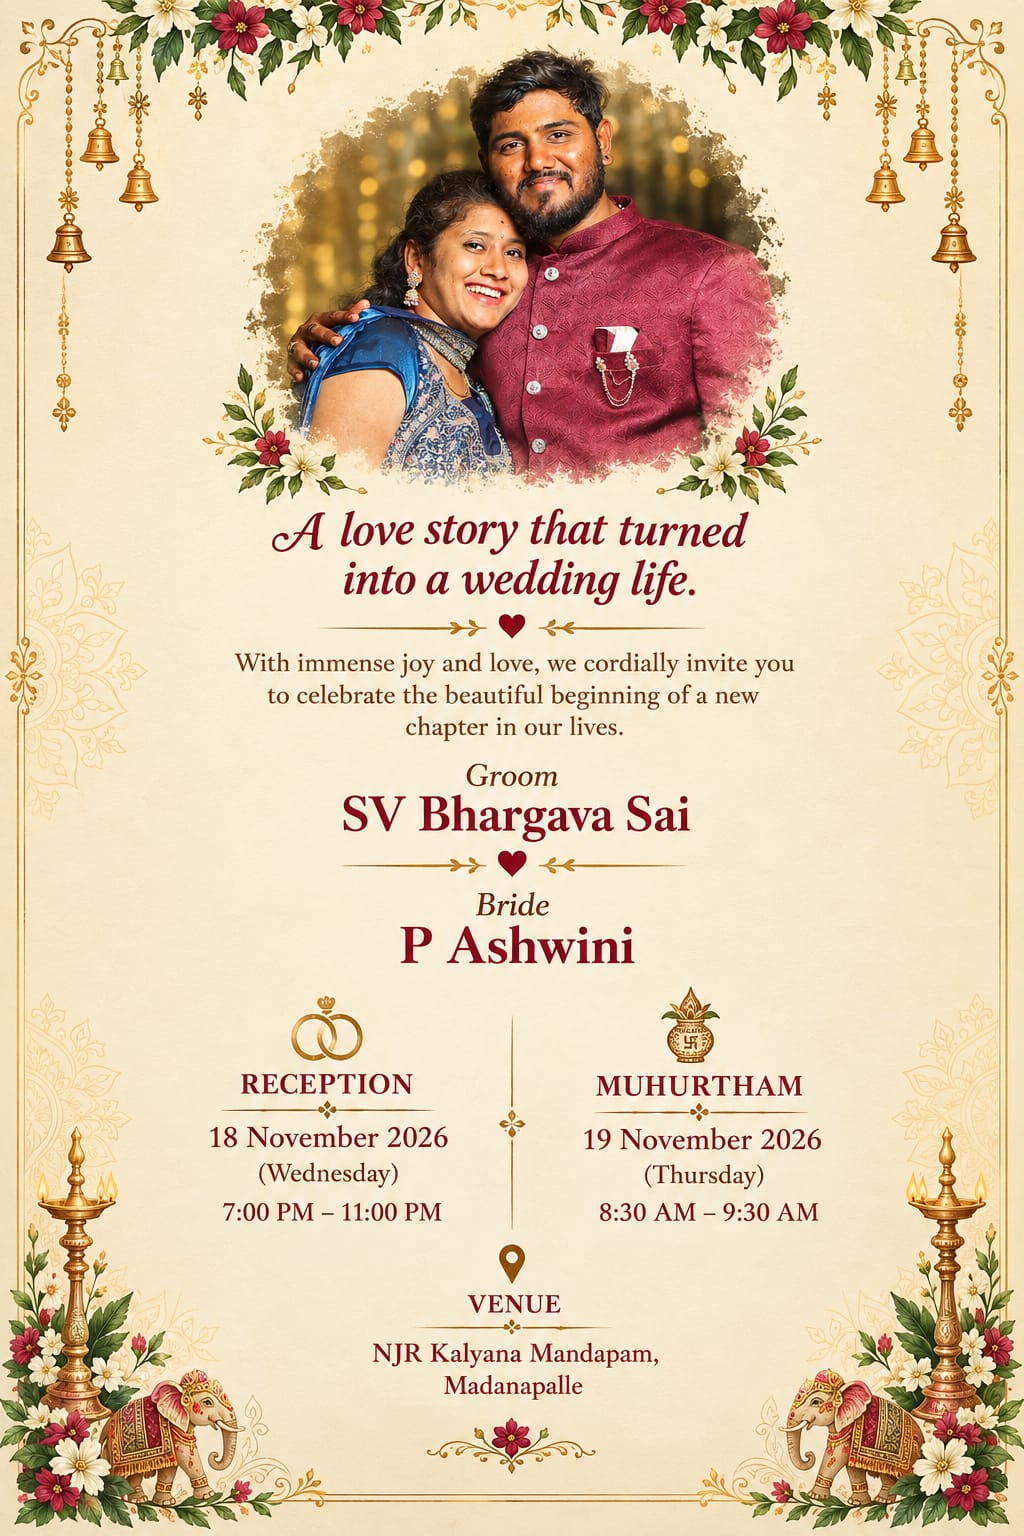 A love story that turned
into a wedding life.
With immense joy and love, we cordially invite you
to celebrate the beautiful beginning of a new
chapter in our lives.
Groom
SV Bhargava Sai
Bride
P Ashwini
RECEPTION
18 November 2026
(Wednesday)
7:00 PM – 11:00 PM
MUHURTHAM
19 November 2026
(Thursday)
8:30 AM – 9:30 AM
VENUE
NJR Kalyana Mandapam,
Madanapalle